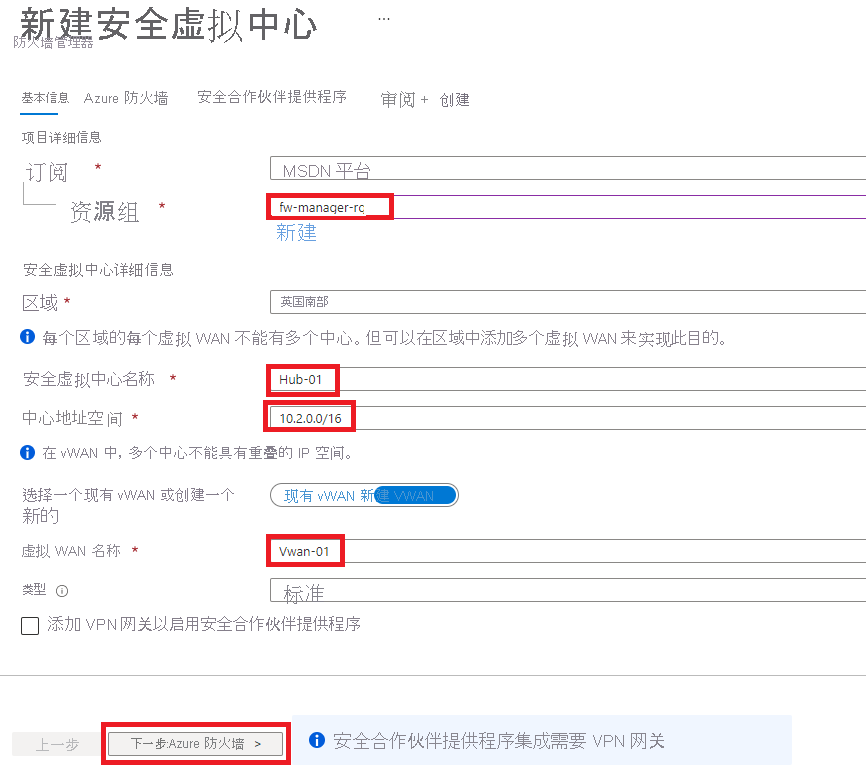 新建安全虚拟中心 ...
防火墙管理器
基本信息 Azure 防火墙 安全合作伙伴提供程序 审阅 + 创建
项目详细信息
订阅 * MSDN 平台
资源组 * fw-manager-rg
新建
安全虚拟中心详细信息
区域 * 英国南部
每个区域的每个虚拟 WAN 不能有多个中心。但可以在区域中添加多个虚拟 WAN 来实现此目的。
安全虚拟中心名称 * Hub-01
中心地址空间 * 10.2.0.0/16
在 vWAN 中，多个中心不能具有重叠的 IP 空间。
选择一个现有 vWAN 或创建一个 现有 vWAN 新建 VWAN
新的
虚拟 WAN 名称 * Vwan-01
类型 标准
添加 VPN 网关以启用安全合作伙伴提供程序
上一步 下一步:Azure 防火墙 > 安全合作伙伴提供程序集成需要 VPN 网关